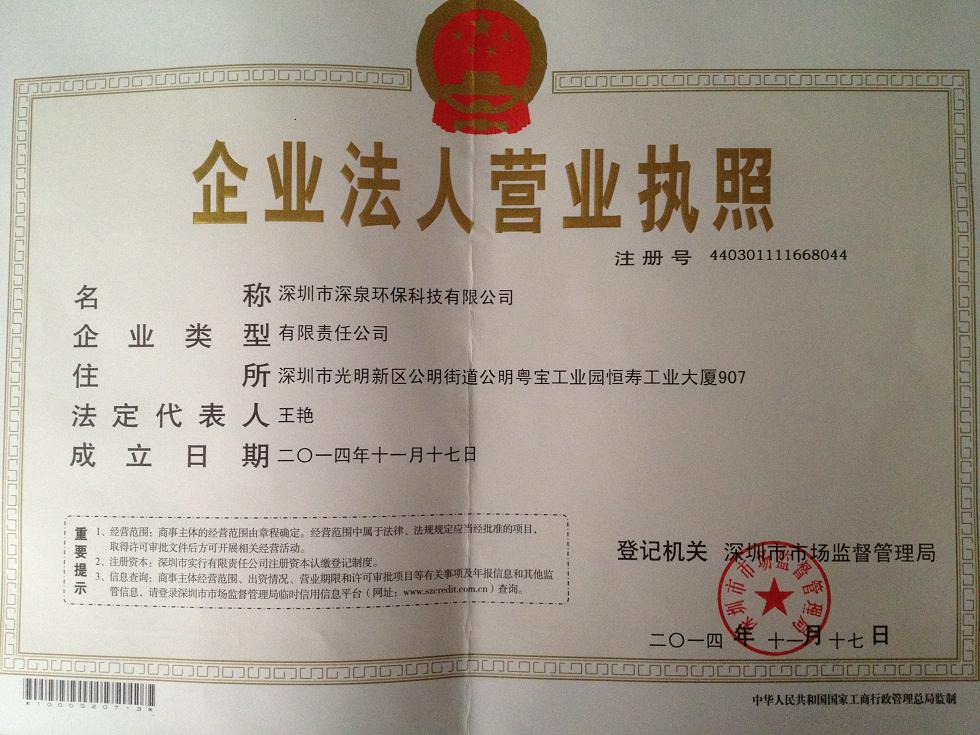 企业法人营业执照
注册号 440301111668044
名称 深圳市深泉环保科技有限公司
企业类型 有限责任公司
住所 深圳市光明新区公明街道公明粤宝工业园恒寿工业大厦907
法定代表人 王艳
成立日期 二〇一四年十一月十七日
重要提示
1、经营范围：商事主体的经营范围由章程确定。经营范围中属于法律、法规规定应当经批准的项目，
取得许可审批文件后方可开展相关经营活动。
2、注册资本：深圳市实行有限责任公司注册资本认缴登记制度。
3、信息查询：商事主体经营范围、出资情况、营业期限和许可审批项目等有关事项及年报信息和其他监
管信息，请登录深圳市市场监督管理局临时信用信息平台（网址：www.szcredit.com.cn）查询。
登记机关 深圳市市场监督管理局
深圳市市场监督管理局
二〇一四年十一月十七日
*1000920713*
中华人民共和国国家工商行政管理总局监制